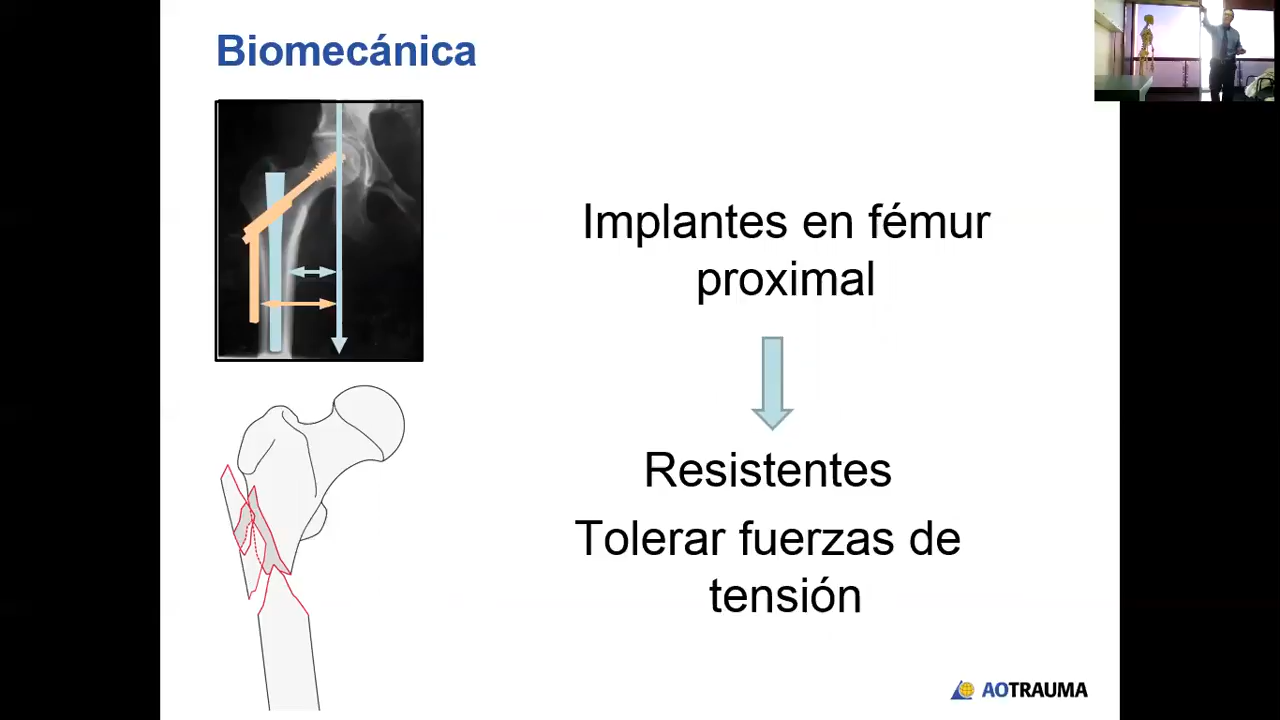 Biomecánica
Implantes en fémur
proximal
Resistentes
Tolerar fuerzas de
tensión
AOTRAUMA